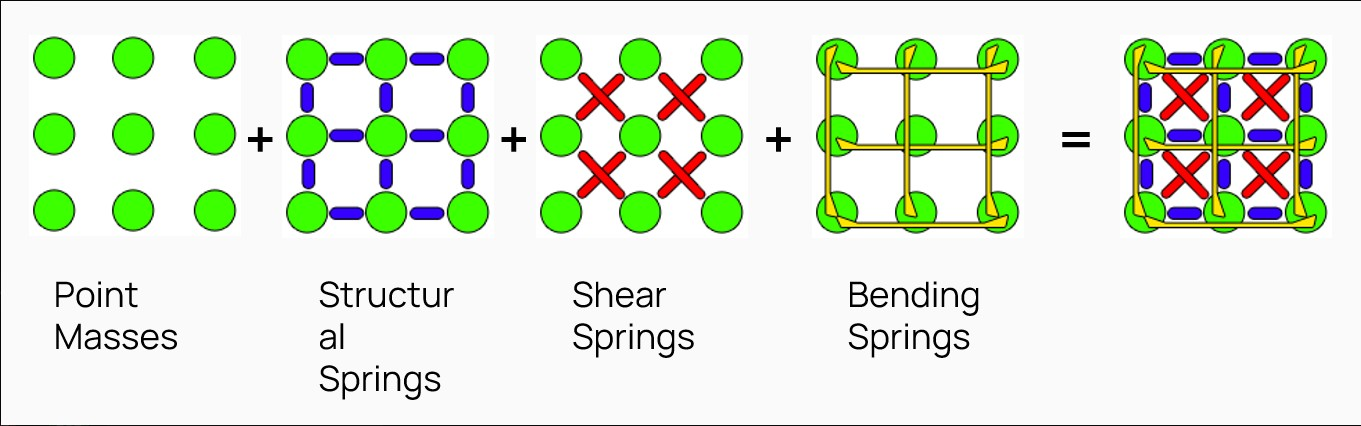 + + + =
Point
Masses
Structur
al
Springs
Shear
Springs
Bending
Springs